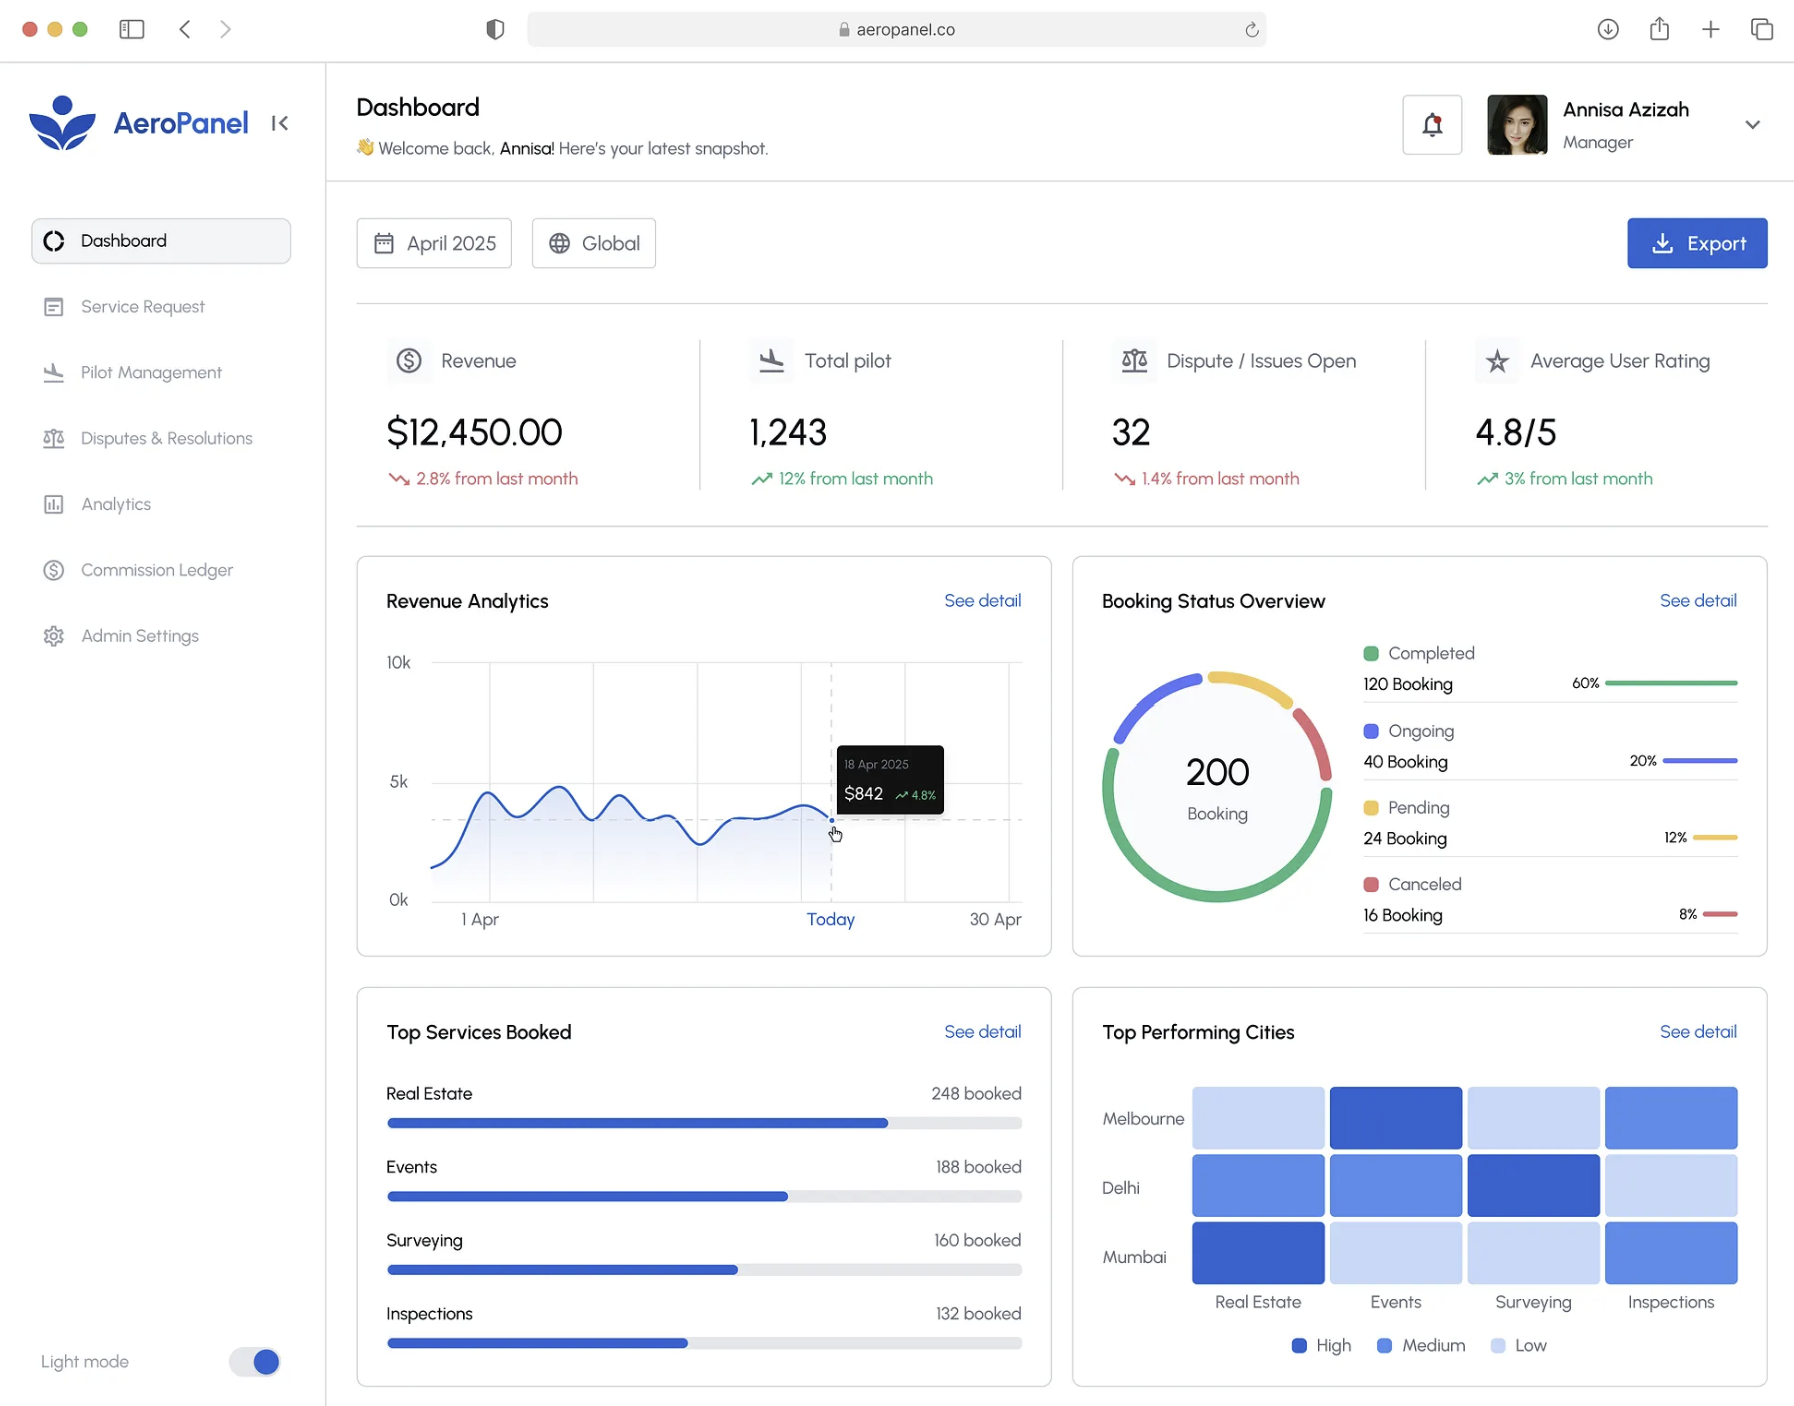 aeropanel.co
AeroPanel
Dashboard
Service Request
Pilot Management
Disputes & Resolutions
Analytics
Commission Ledger
Admin Settings
Light mode
Dashboard
👋 Welcome back, Annisa! Here's your latest snapshot.
Annisa Azizah
Manager
April 2025
Global
Export
Revenue
$12,450.00
2.8% from last month
Total pilot
1,243
12% from last month
Dispute / Issues Open
32
1.4% from last month
Average User Rating
4.8/5
3% from last month
Revenue Analytics
See detail
10k
5k
0k
18 Apr 2025
$842 4.8%
1 Apr
Today
30 Apr
Booking Status Overview
See detail
200
Booking
Completed
120 Booking 60%
Ongoing
40 Booking 20%
Pending
24 Booking 12%
Canceled
16 Booking 8%
Top Services Booked
See detail
Real Estate 248 booked
Events 188 booked
Surveying 160 booked
Inspections 132 booked
Top Performing Cities
See detail
Melbourne
Delhi
Mumbai
Real Estate Events Surveying Inspections
High Medium Low